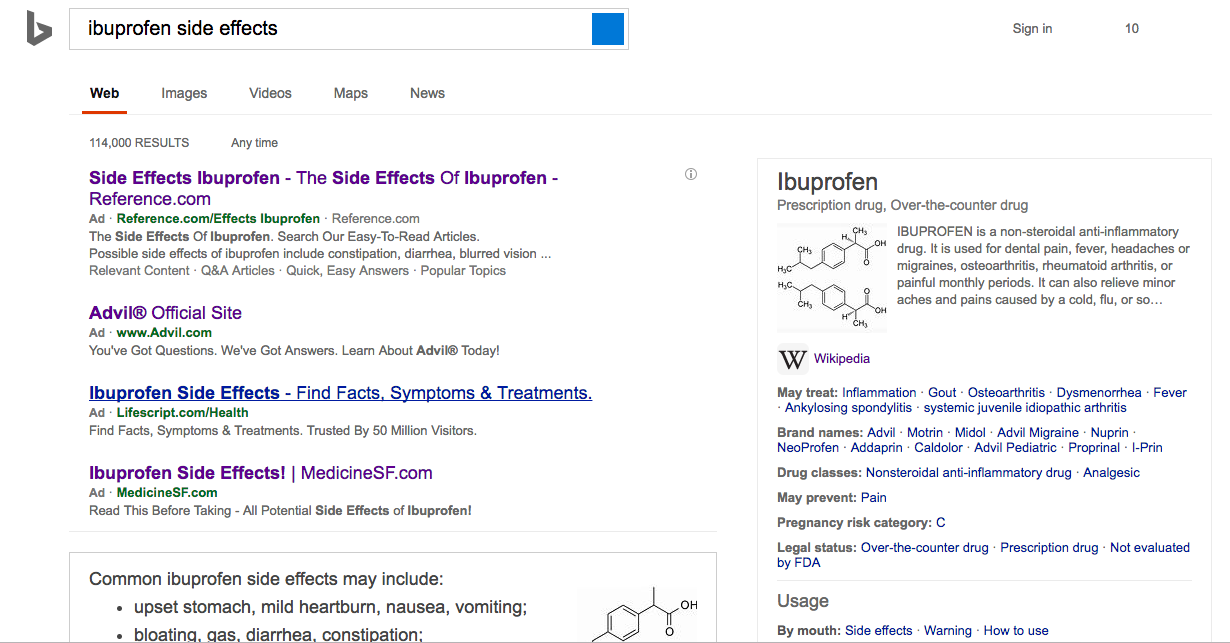 ibuprofen side effects
Sign in
10
Web
Images
Videos
Maps
News
114,000 RESULTS
Any time
Side Effects Ibuprofen - The Side Effects Of Ibuprofen -
Reference.com
Ad · Reference.com/Effects Ibuprofen · Reference.com
The Side Effects Of Ibuprofen. Search Our Easy-To-Read Articles.
Possible side effects of ibuprofen include constipation, diarrhea, blurred vision ...
Relevant Content · Q&A Articles · Quick, Easy Answers · Popular Topics
Advil® Official Site
Ad · www.Advil.com
You've Got Questions. We've Got Answers. Learn About Advil® Today!
Ibuprofen Side Effects - Find Facts, Symptoms & Treatments.
Ad · Lifescript.com/Health
Find Facts, Symptoms & Treatments. Trusted By 50 Million Visitors.
Ibuprofen Side Effects! | MedicineSF.com
Ad · MedicineSF.com
Read This Before Taking - All Potential Side Effects of Ibuprofen!
Common ibuprofen side effects may include:
• upset stomach, mild heartburn, nausea, vomiting;
• bloating, gas, diarrhea, constipation;
OH
O
Ibuprofen
Prescription drug, Over-the-counter drug
CH₃
H
OH
CH₃
O
H₃C
H₃C
O
CH₃
OH
H
CH₃
IBUPROFEN is a non-steroidal anti-inflammatory
drug. It is used for dental pain, fever, headaches or
migraines, osteoarthritis, rheumatoid arthritis, or
painful monthly periods. It can also relieve minor
aches and pains caused by a cold, flu, or so...
W Wikipedia
May treat: Inflammation · Gout · Osteoarthritis · Dysmenorrhea · Fever
· Ankylosing spondylitis · systemic juvenile idiopathic arthritis
Brand names: Advil · Motrin · Midol · Advil Migraine · Nuprin ·
NeoProfen · Addaprin · Caldolor · Advil Pediatric · Proprinal · I-Prin
Drug classes: Nonsteroidal anti-inflammatory drug · Analgesic
May prevent: Pain
Pregnancy risk category: C
Legal status: Over-the-counter drug · Prescription drug · Not evaluated
by FDA
Usage
By mouth: Side effects · Warning · How to use